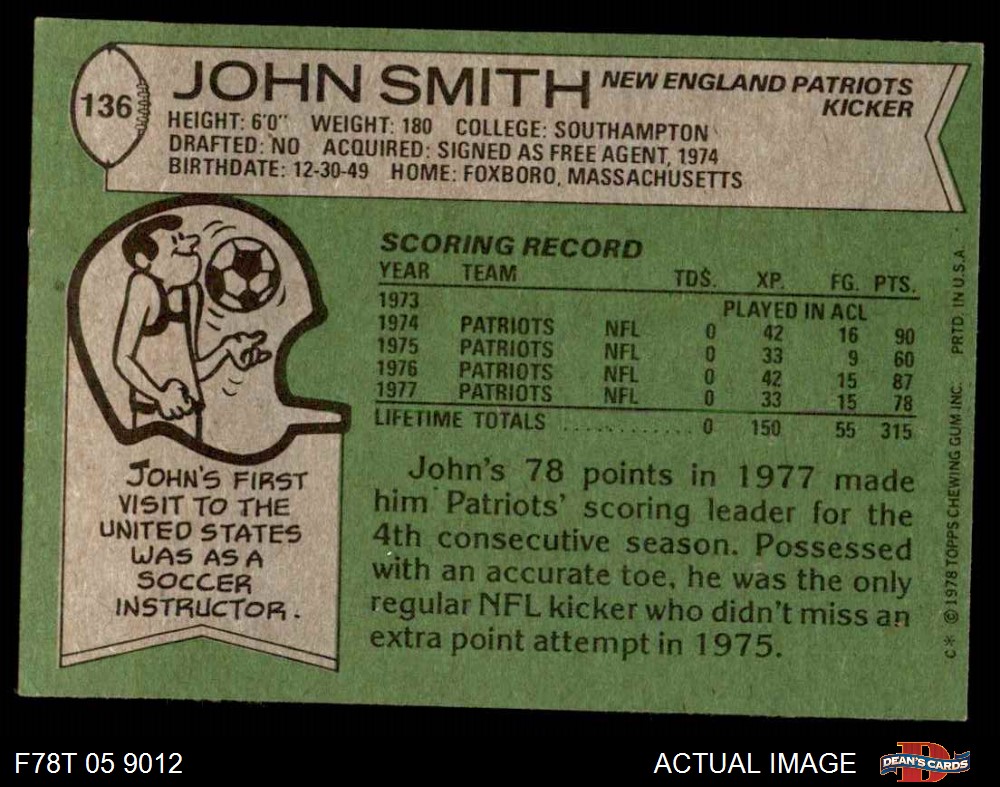 136
JOHN SMITH NEW ENGLAND PATRIOTS
KICKER
HEIGHT: 6'0" WEIGHT: 180 COLLEGE: SOUTHAMPTON
DRAFTED: NO ACQUIRED: SIGNED AS FREE AGENT, 1974
BIRTHDATE: 12-30-49 HOME: FOXBORO, MASSACHUSETTS
SCORING RECORD
YEAR TEAM TDS. XP. FG. PTS.
1973 PLAYED IN ACL
1974 PATRIOTS NFL 0 42 16 90
1975 PATRIOTS NFL 0 33 9 60
1976 PATRIOTS NFL 0 42 15 87
1977 PATRIOTS NFL 0 33 15 78
LIFETIME TOTALS ............ 0 150 55 315
JOHN'S FIRST
VISIT TO THE
UNITED STATES
WAS AS A
SOCCER
INSTRUCTOR.
John's 78 points in 1977 made
him Patriots' scoring leader for the
4th consecutive season. Possessed
with an accurate toe, he was the only
regular NFL kicker who didn't miss an
extra point attempt in 1975.
C* ©1978 TOPPS CHEWING GUM INC. PRTD. IN U.S.A.
F78T 05 9012 ACTUAL IMAGE
D
DEAN'S CARDS